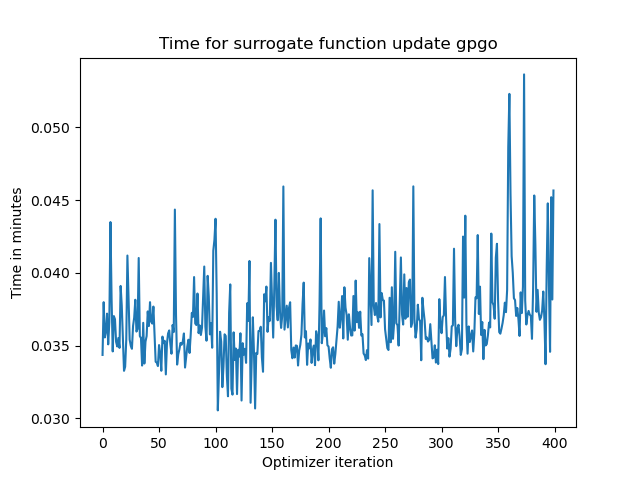 Time for surrogate function update gpgo
0.050
0.045
0.040
0.035
0.030
Time in minutes
0 50 100 150 200 250 300 350 400
Optimizer iteration